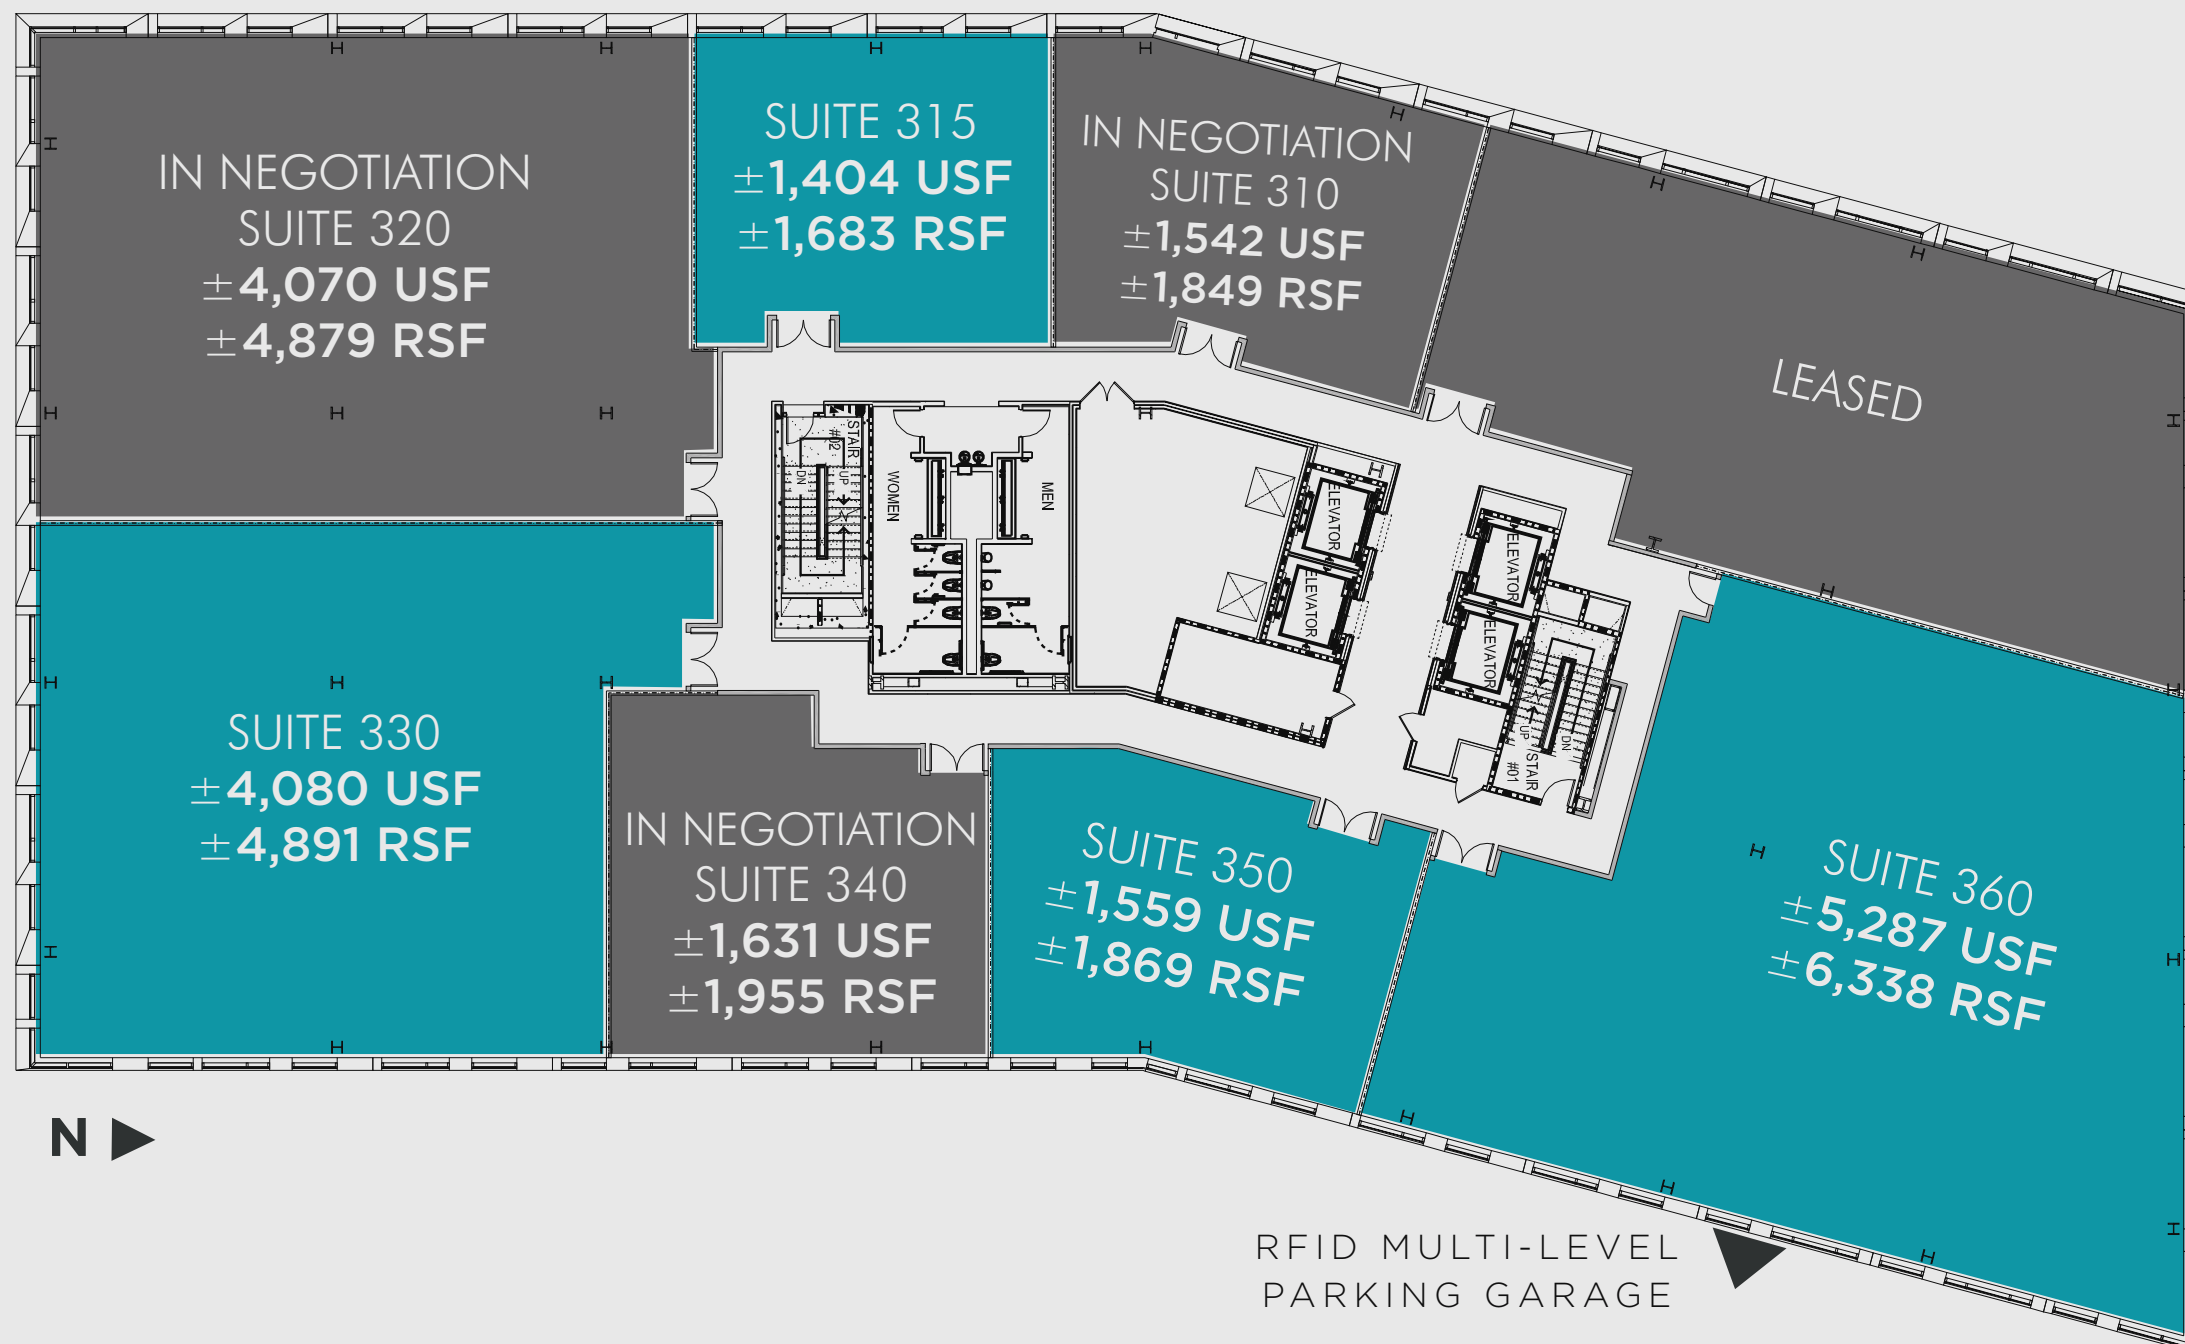 IN NEGOTIATION
SUITE 320
±4,070 USF
±4,879 RSF
SUITE 315
±1,404 USF
±1,683 RSF
IN NEGOTIATION
SUITE 310
±1,542 USF
±1,849 RSF
LEASED
STAIR
#02
UP
DN
WOMEN
MEN
ELEVATOR
ELEVATOR
ELEVATOR
ELEVATOR
STAIR
#01
UP
DN
SUITE 330
±4,080 USF
±4,891 RSF
IN NEGOTIATION
SUITE 340
±1,631 USF
±1,955 RSF
SUITE 350
±1,559 USF
±1,869 RSF
SUITE 360
±5,287 USF
±6,338 RSF
N
RFID MULTI-LEVEL
PARKING GARAGE